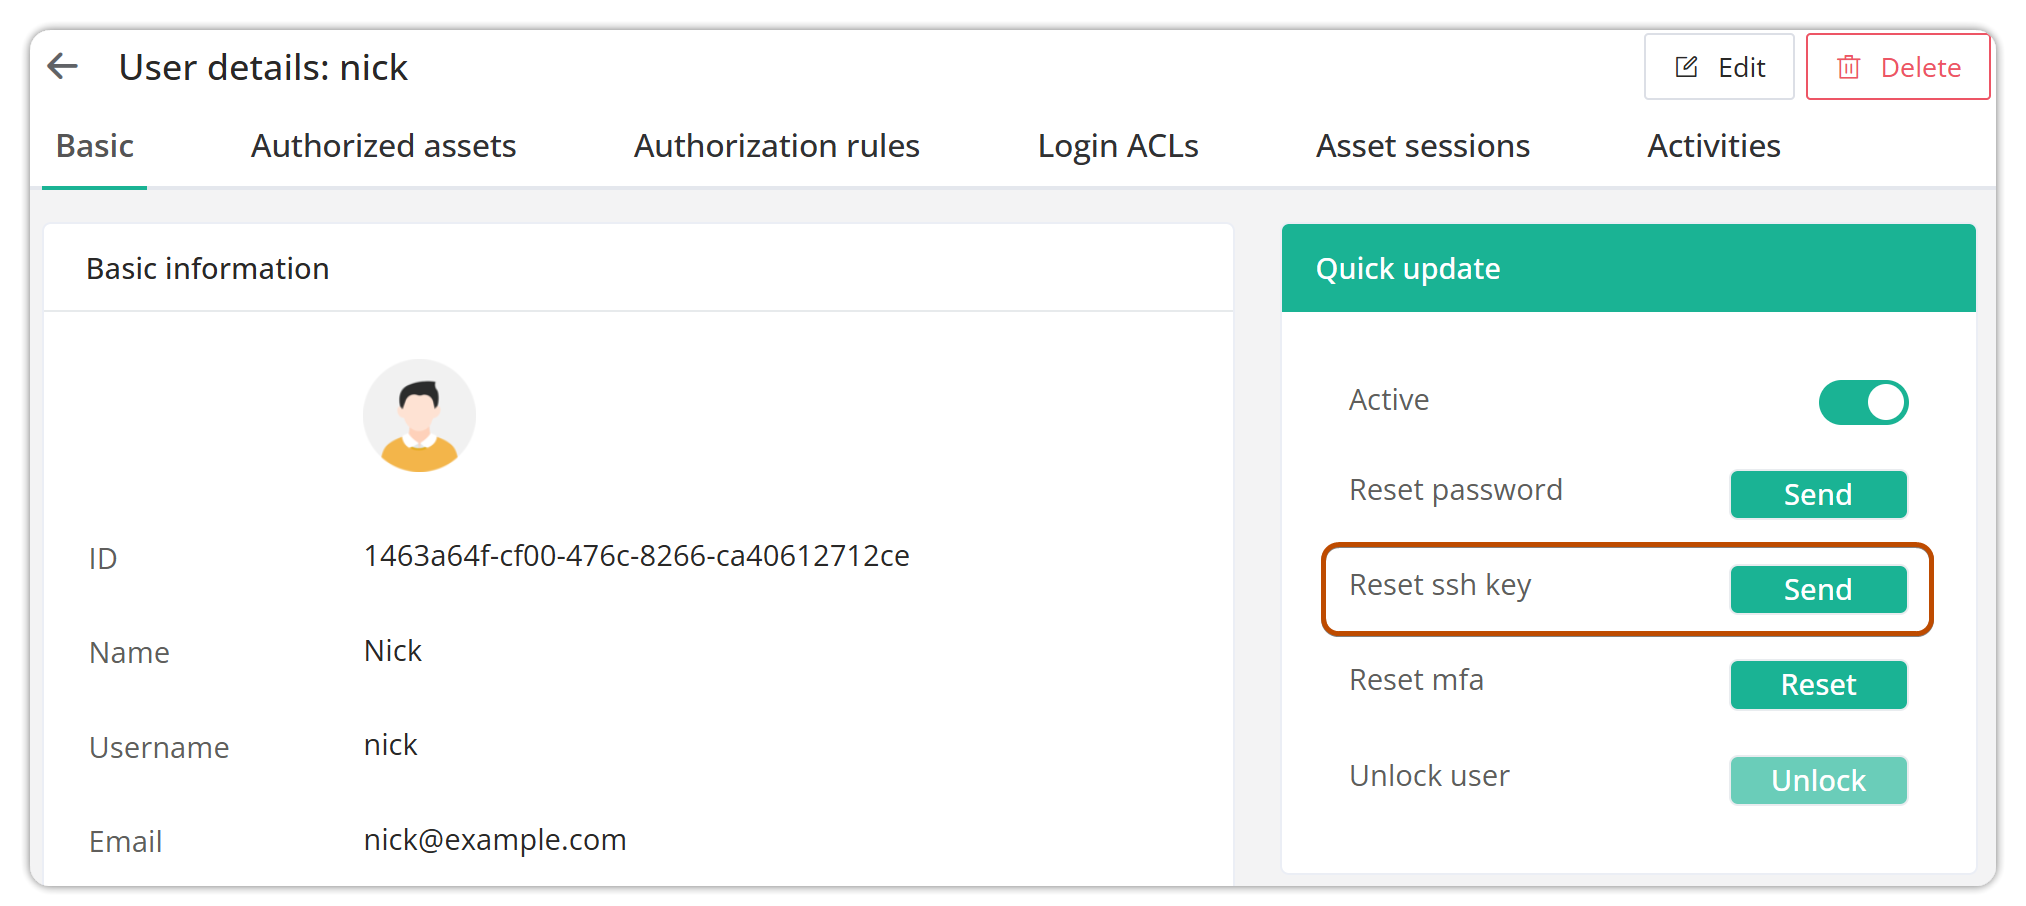 User details: nick
Edit
Delete
Basic
Authorized assets
Authorization rules
Login ACLs
Asset sessions
Activities
Basic information
ID
1463a64f-cf00-476c-8266-ca40612712ce
Name
Nick
Username
nick
Email
nick@example.com
Quick update
Active
Reset password
Send
Reset ssh key
Send
Reset mfa
Reset
Unlock user
Unlock